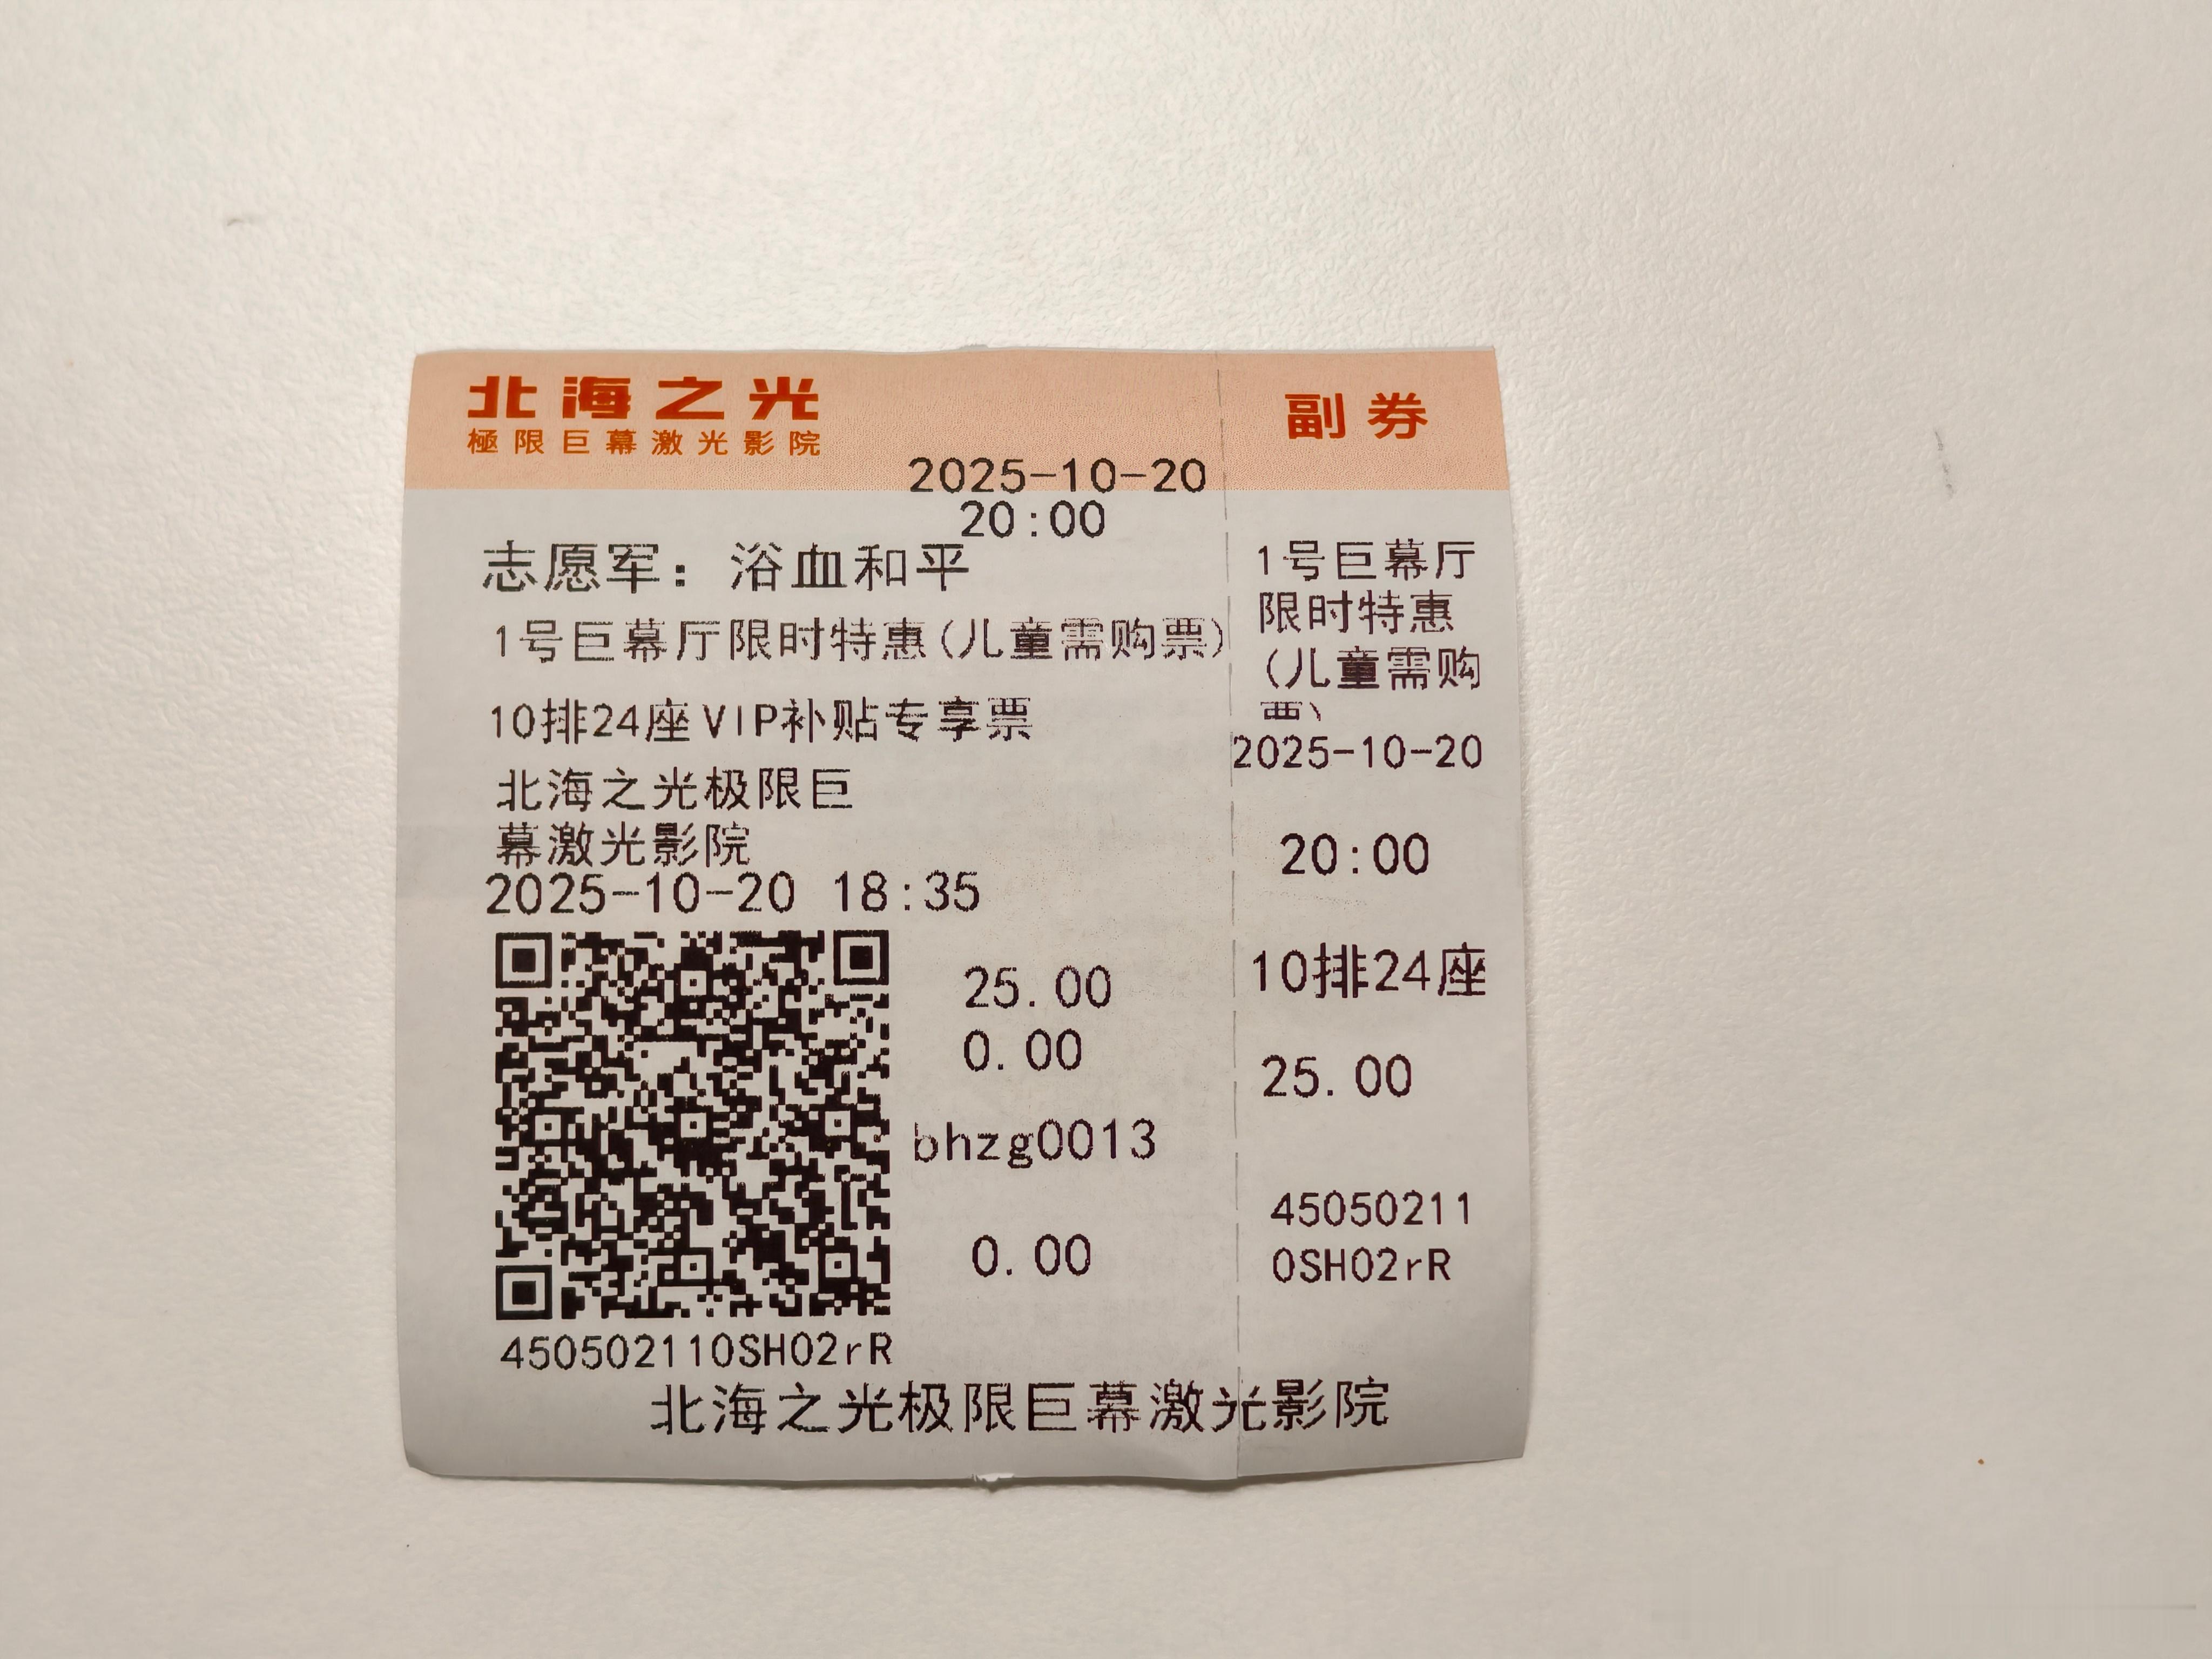 北海之光
極限巨幕激光影院
2025-10-20
20:00
志愿军：浴血和平
1号巨幕厅限时特惠(儿童需购票)
10排24座VIP补贴专享票
北海之光极限巨
幕激光影院
2025-10-20 18:35
25.00
0.00
bhzg0013
0.00
450502110SH02rR
北海之光极限巨幕激光影院
副券
1号巨幕厅
限时特惠
(儿童需购
票)
2025-10-20
20:00
10排24座
25.00
45050211
0SH02rR